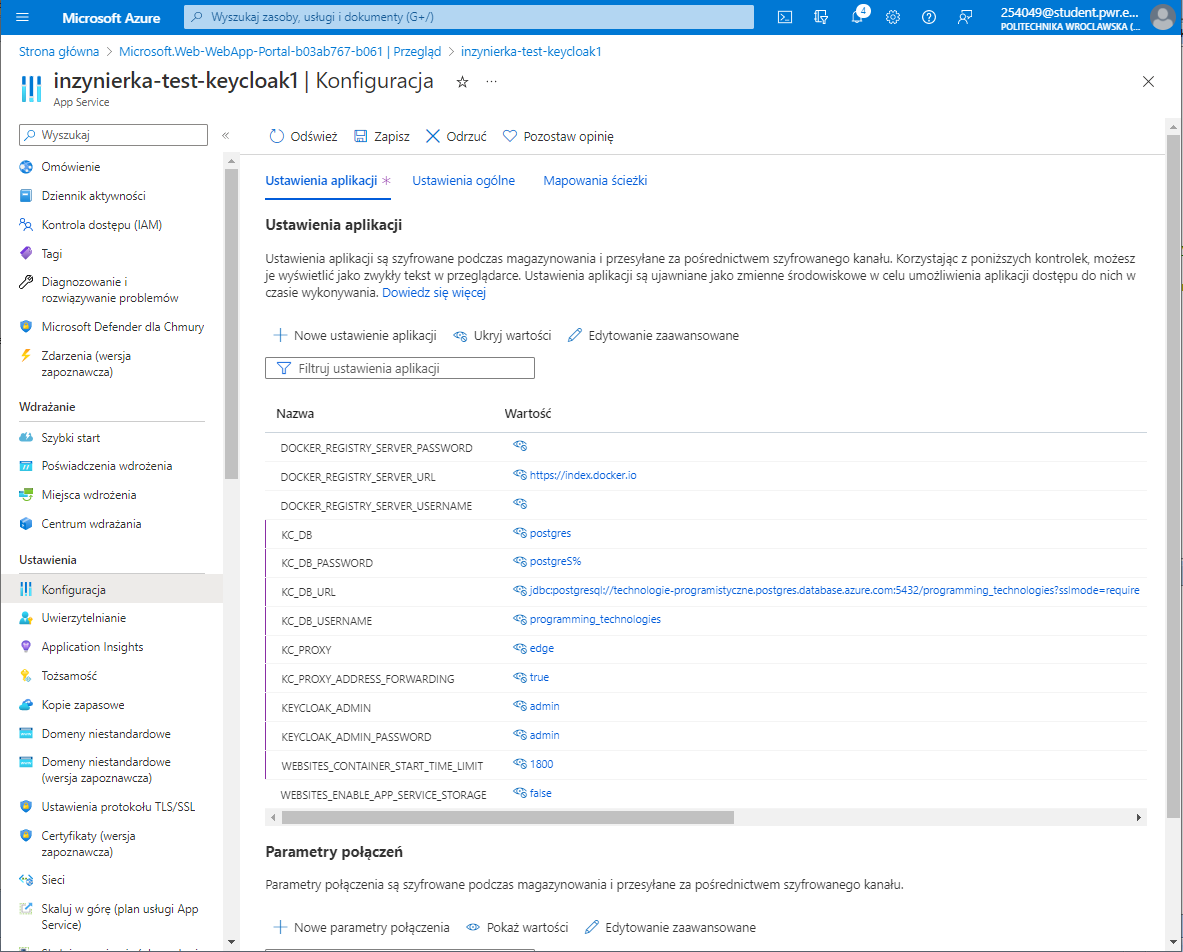 Microsoft Azure
Wyszukaj zasoby, usługi i dokumenty (G+/)
4
254049@student.pwr.e...
POLITECHNIKA WROCLAWSKA (...
Strona główna > Microsoft.Web-WebApp-Portal-b03ab767-b061 | Przegląd > inzynierka-test-keycloak1
inzynierka-test-keycloak1 | Konfiguracja
App Service
Wyszukaj
Omówienie
Dziennik aktywności
Kontrola dostępu (IAM)
Tagi
Diagnozowanie i
rozwiązywanie problemów
Microsoft Defender dla Chmury
Zdarzenia (wersja
zapoznawcza)
Wdrażanie
Szybki start
Poświadczenia wdrożenia
Miejsca wdrożenia
Centrum wdrażania
Ustawienia
Konfiguracja
Uwierzytelnianie
Application Insights
Tożsamość
Kopie zapasowe
Domeny niestandardowe
Domeny niestandardowe
(wersja zapoznawcza)
Ustawienia protokołu TLS/SSL
Certyfikaty (wersja
zapoznawcza)
Sieci
Skaluj w górę (plan usługi App
Service)
Odśwież Zapisz Odrzuć Pozostaw opinię
Ustawienia aplikacji * Ustawienia ogólne Mapowania ścieżki
Ustawienia aplikacji
Ustawienia aplikacji są szyfrowane podczas magazynowania i przesyłane za pośrednictwem szyfrowanego kanału. Korzystając z poniższych kontrolek, możesz
je wyświetlić jako zwykły tekst w przeglądarce. Ustawienia aplikacji są ujawniane jako zmienne środowiskowe w celu umożliwienia aplikacji dostępu do nich w
czasie wykonywania. Dowiedz się więcej
Nowe ustawienie aplikacji Ukryj wartości Edytowanie zaawansowane
Filtruj ustawienia aplikacji
Nazwa Wartość
DOCKER_REGISTRY_SERVER_PASSWORD
DOCKER_REGISTRY_SERVER_URL https://index.docker.io
DOCKER_REGISTRY_SERVER_USERNAME
KC_DB postgres
KC_DB_PASSWORD postgreS%
KC_DB_URL jdbc:postgresql://technologie-programistyczne.postgres.database.azure.com:5432/programming_technologies?sslmode=require
KC_DB_USERNAME programming_technologies
KC_PROXY edge
KC_PROXY_ADDRESS_FORWARDING true
KEYCLOAK_ADMIN admin
KEYCLOAK_ADMIN_PASSWORD admin
WEBSITES_CONTAINER_START_TIME_LIMIT 1800
WEBSITES_ENABLE_APP_SERVICE_STORAGE false
Parametry połączeń
Parametry połączenia są szyfrowane podczas magazynowania i przesyłane za pośrednictwem szyfrowanego kanału.
Nowe parametry połączenia Pokaż wartości Edytowanie zaawansowane